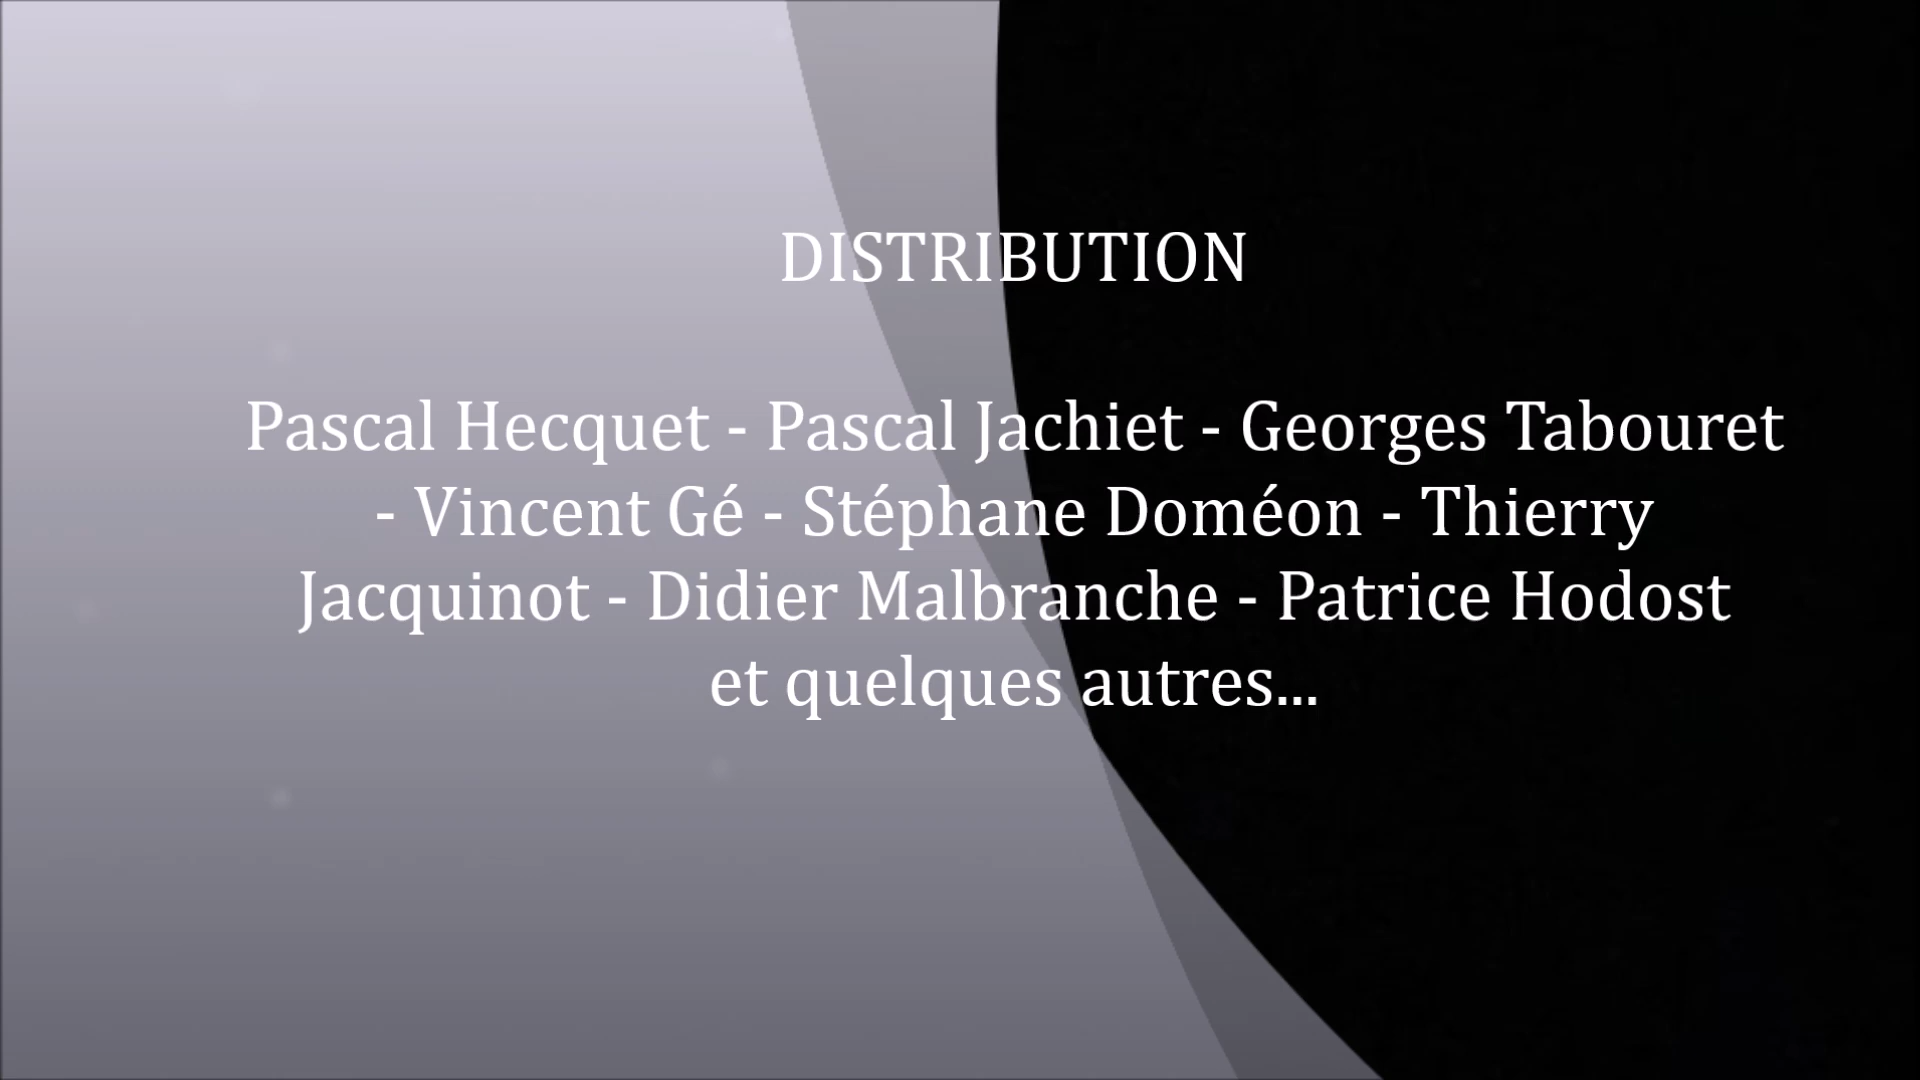 DISTRIBUTION
Pascal Hecquet - Pascal Jachiet - Georges Tabouret
- Vincent Gé - Stéphane Doméon - Thierry
Jacquinot - Didier Malbranche - Patrice Hodost
et quelques autres...